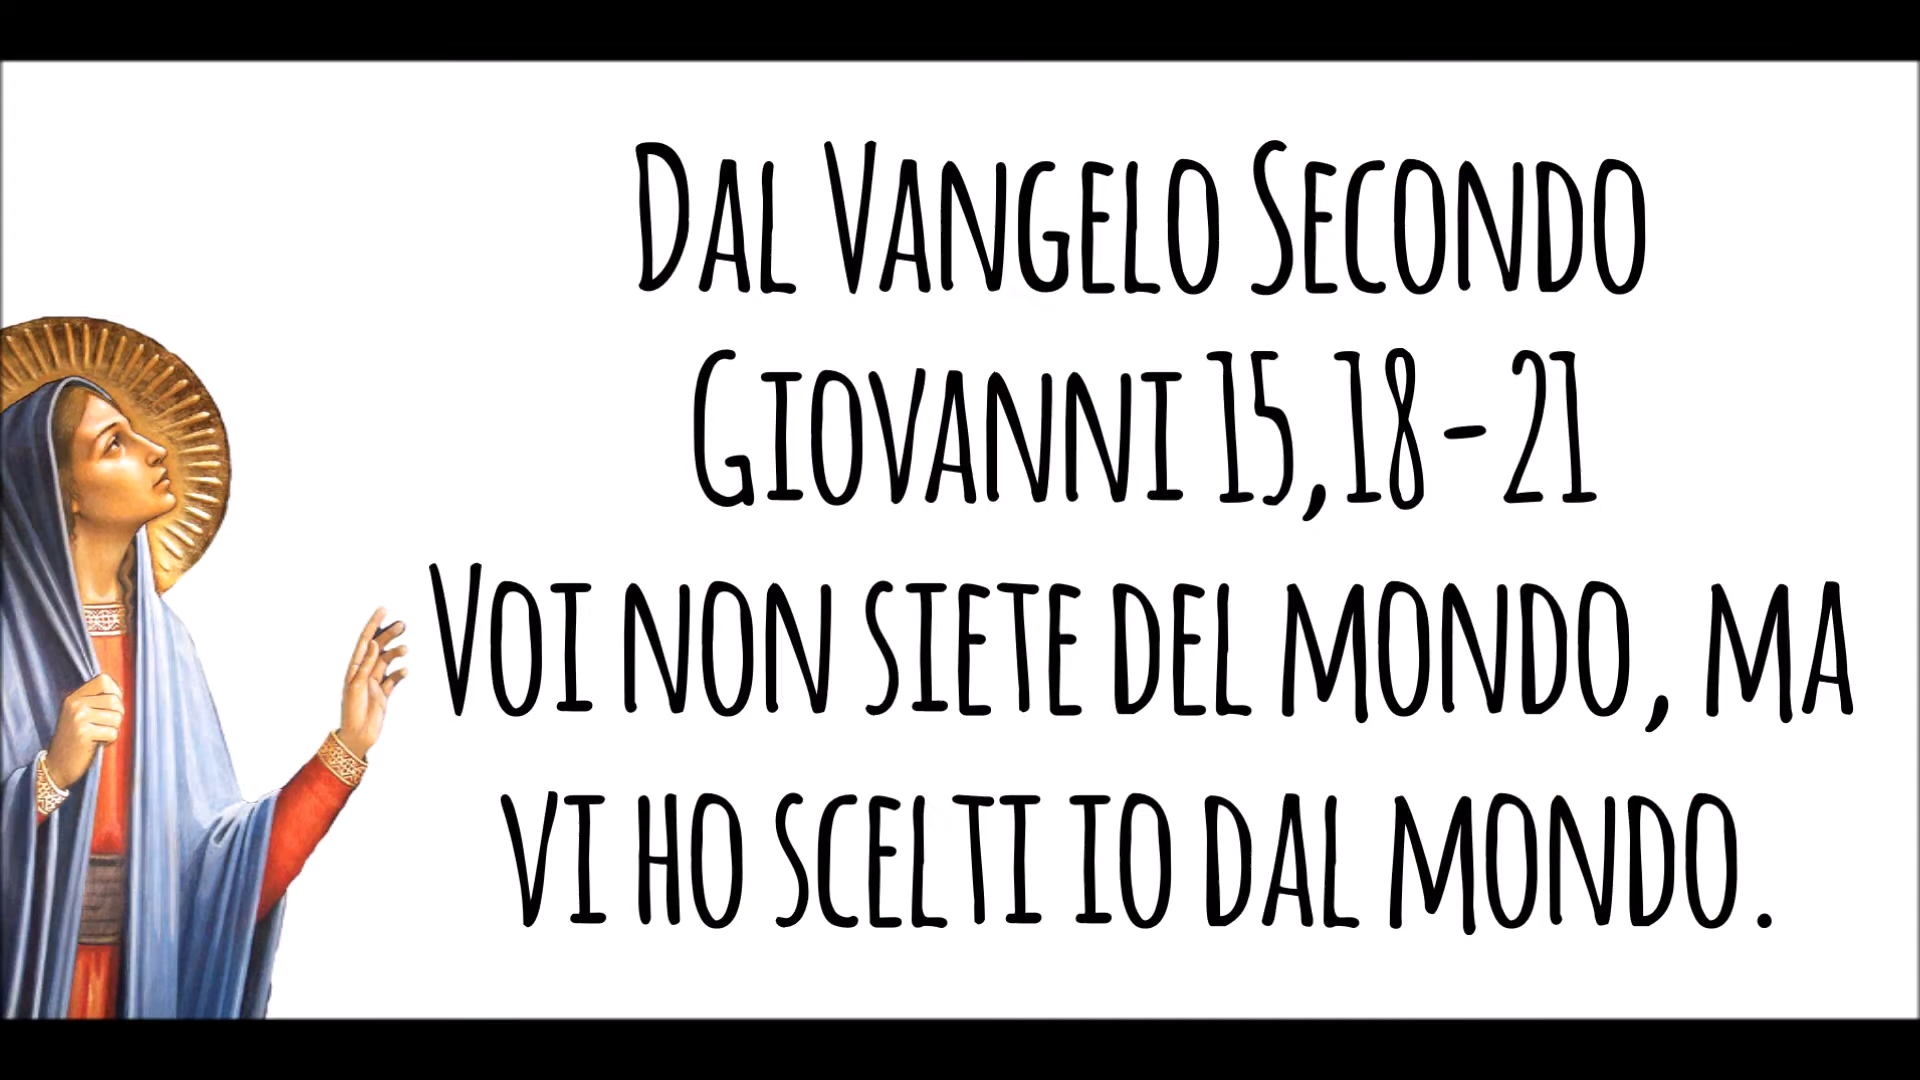 Dal Vangelo Secondo
Giovanni 15,18-21
Voi non siete del mondo, ma
vi ho scelti io dal mondo.